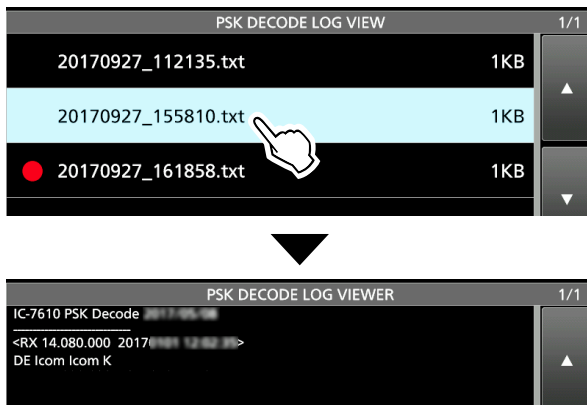 PSK DECODE LOG VIEW 1/1
20170927_112135.txt 1KB
20170927_155810.txt 1KB
20170927_161858.txt 1KB
PSK DECODE LOG VIEWER 1/1
IC-7610 PSK Decode
<RX 14.080.000 2017 >
DE Icom Icom K